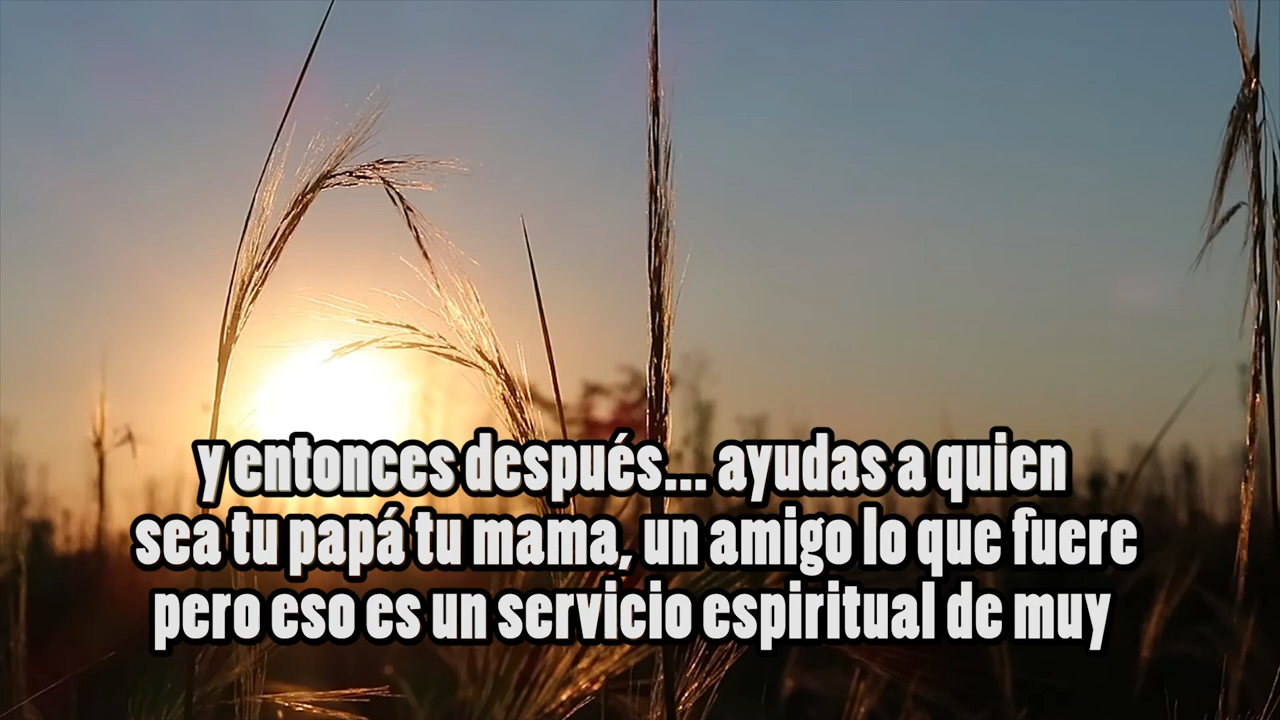 y entonces después... ayudas a quien
sea tu papá tu mama, un amigo lo que fuere
pero eso es un servicio espiritual de muy